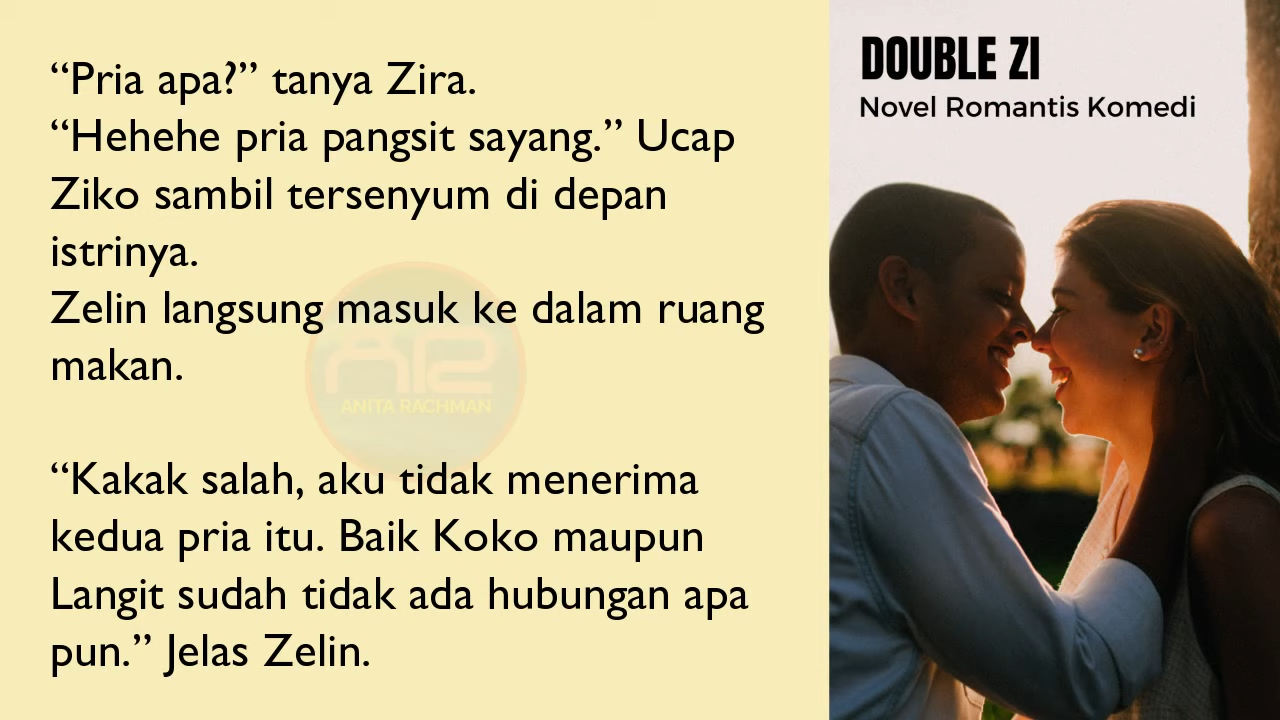 “Pria apa?” tanya Zira.
“Hehehe pria pangsit sayang.” Ucap
Ziko sambil tersenyum di depan
istrinya.
Zelin langsung masuk ke dalam ruang
makan.
“Kakak salah, aku tidak menerima
kedua pria itu. Baik Koko maupun
Langit sudah tidak ada hubungan apa
pun.” Jelas Zelin.
AR
ANITA RACHMAN
DOUBLE ZI
Novel Romantis Komedi